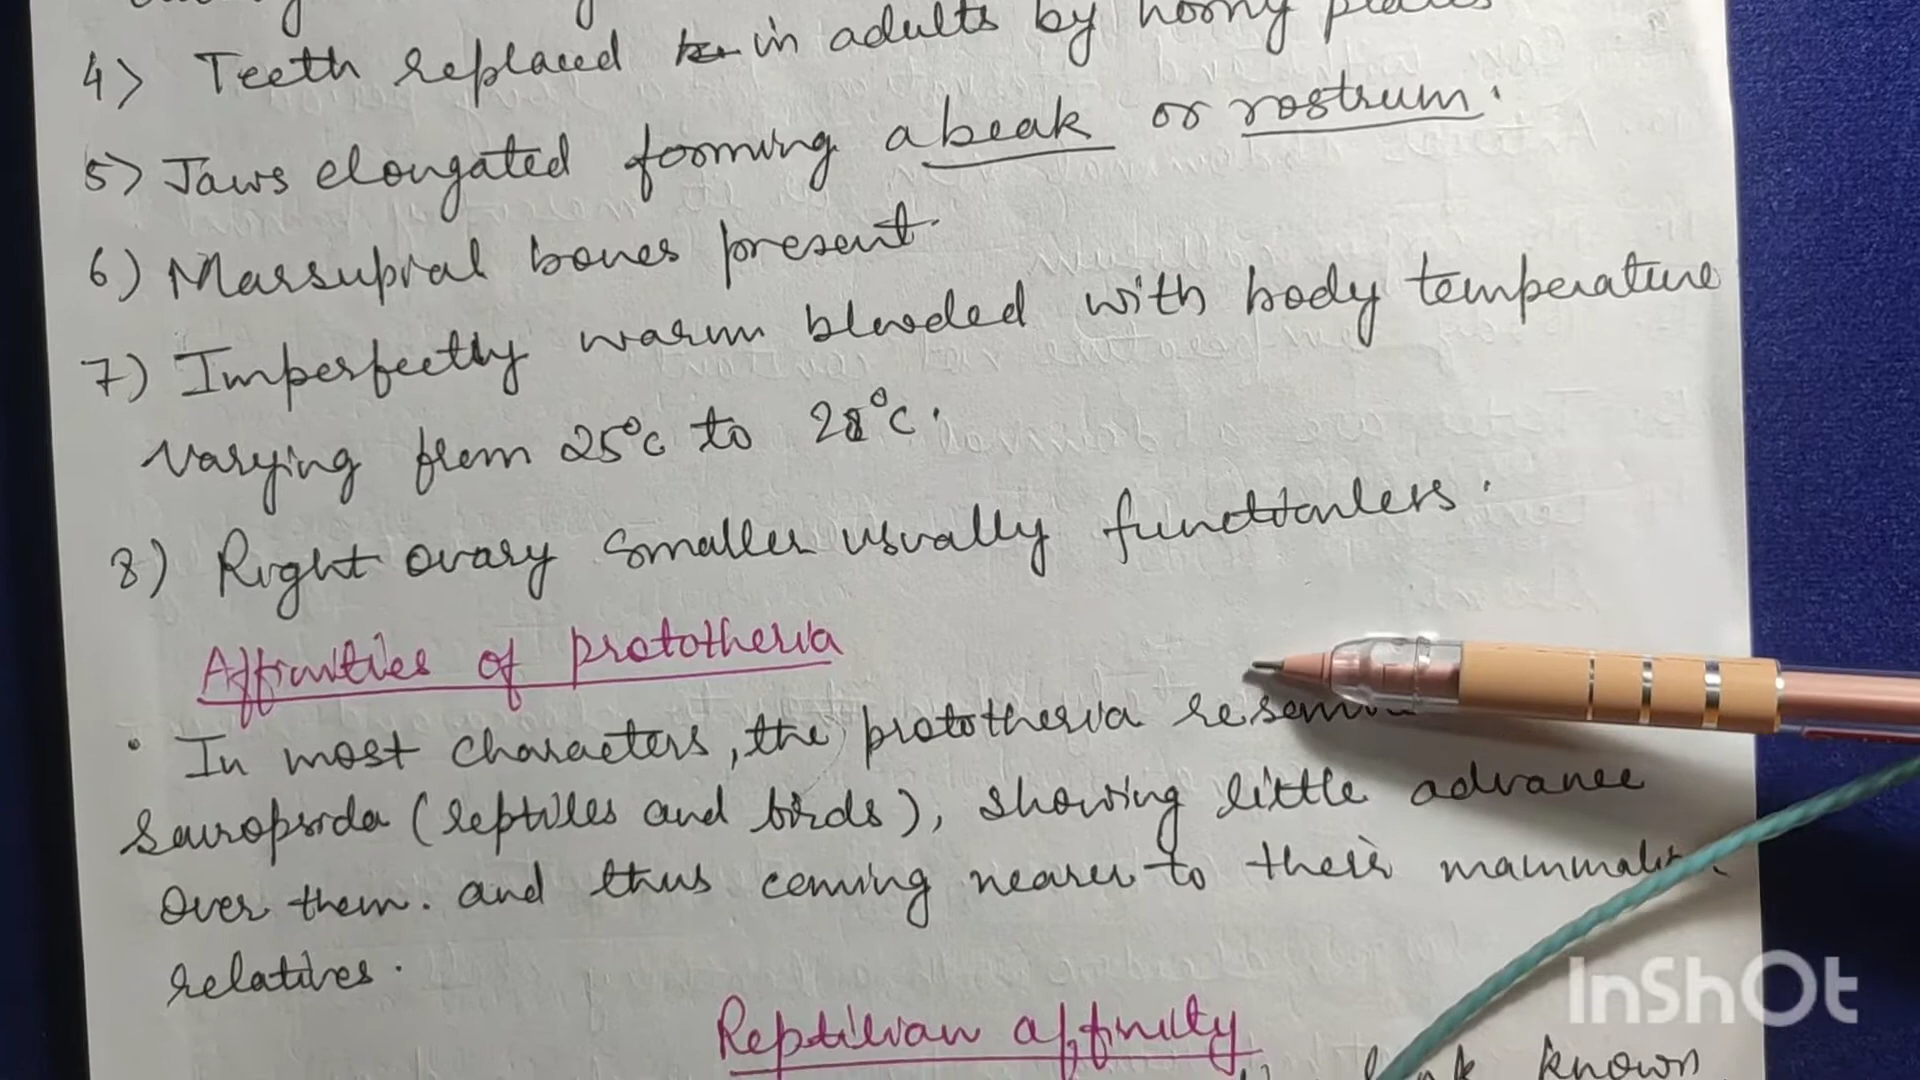 4) Teeth replaced in adults by horny plates
5) Jaws elongated forming a beak or rostrum.
6) Marsupial bones present
7) Imperfectly warm blooded with body temperature
varying from 25°c to 28°c.
8) Right ovary smaller usually functionless.
Affinities of prototheria
• In most characters, the prototheria
Sauropsida (reptiles and birds), showing little advance
over them. and thus coming nearer to their
relatives.
Reptilian affinity
known
InShOt